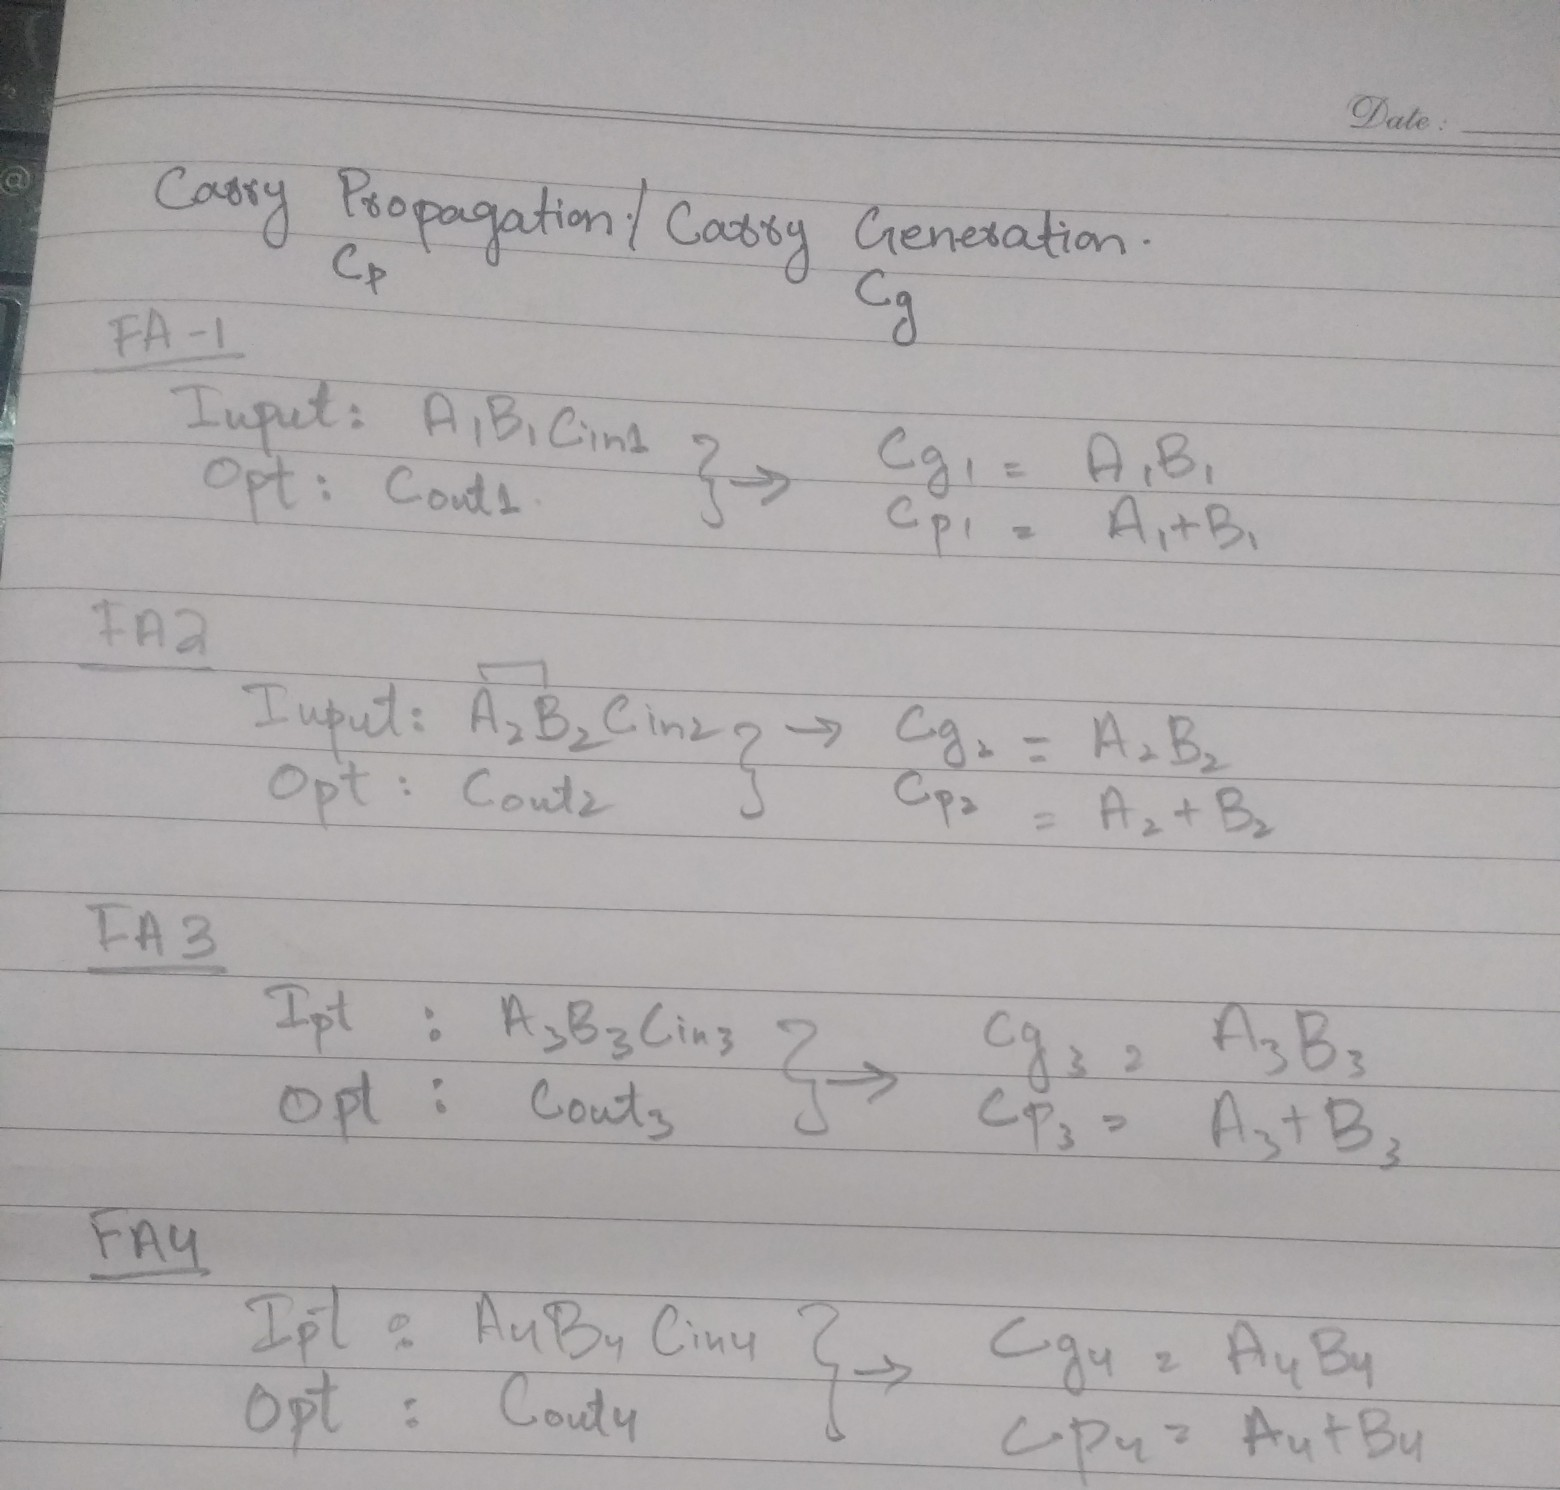 Date:
@
Carry Propagation / Carry Generation.
Cp Cg
FA-1
Input: A₁B₁Cin1
Cg₁ = A₁B₁
Opt: Cout1.
Cp₁ = A₁+B₁
FA2
Input: A₂B₂Cin2 → Cg₂ = A₂B₂
Opt: Cout2 Cp₂ = A₂+B₂
FA3
Ipt : A₃B₃Cin3 → Cg₃ = A₃B₃
Opt : Cout₃ Cp₃ = A₃+B₃
FA4
Ipt : A₄B₄ Cin4 → Cg₄ = A₄B₄
Opt : Cout4 Cp₄ = A₄+B₄